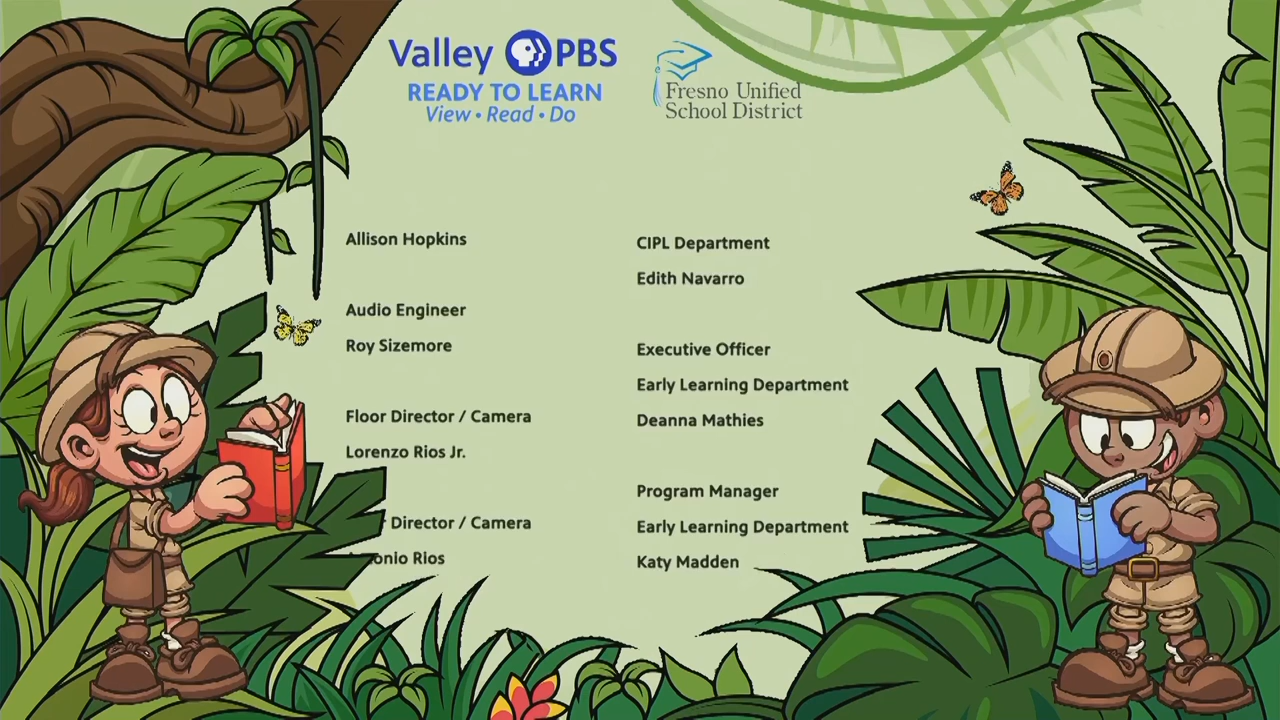 Valley PBS
READY TO LEARN
View • Read • Do
Fresno Unified
School District
Allison Hopkins
Audio Engineer
Roy Sizemore
Floor Director / Camera
Lorenzo Rios Jr.
Director / Camera
Rios
CIPL Department
Edith Navarro
Executive Officer
Early Learning Department
Deanna Mathies
Program Manager
Early Learning Department
Katy Madden